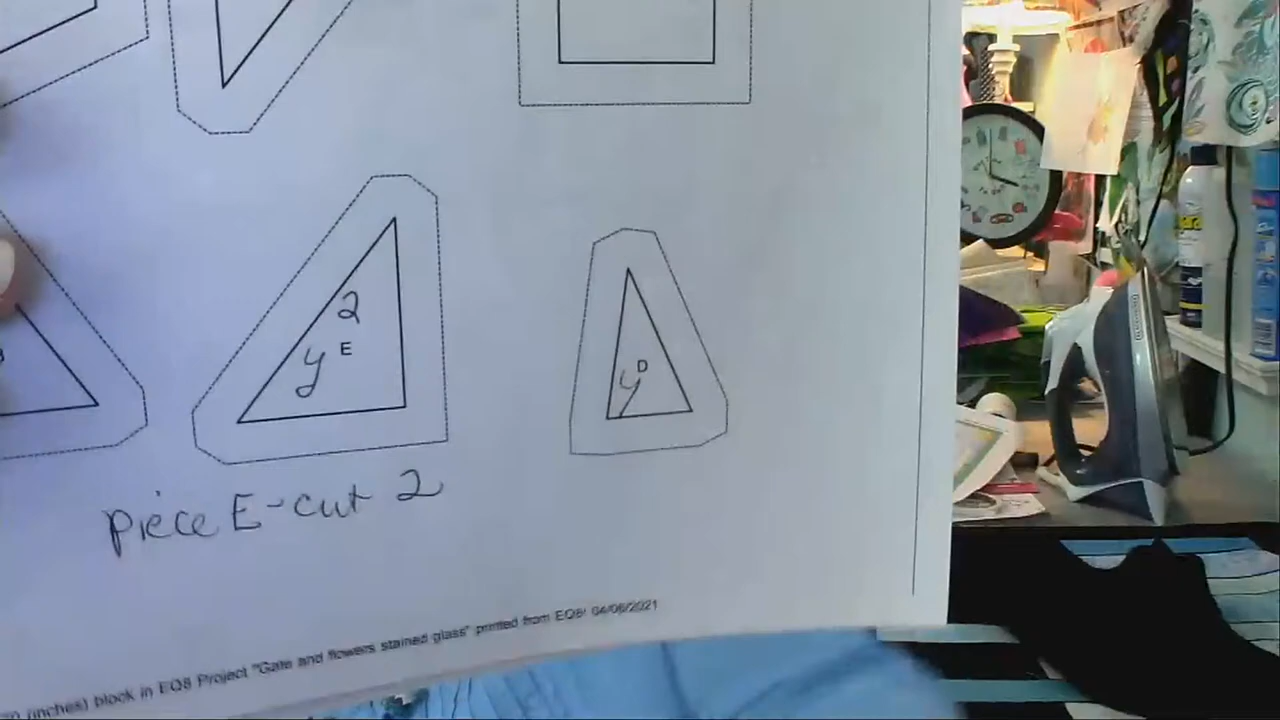 2
y E
y D
piece E-cut 2
(inches) block in EQ8 Project "Gate and flowers stained glass" printed from EQ8! 04/06/2021